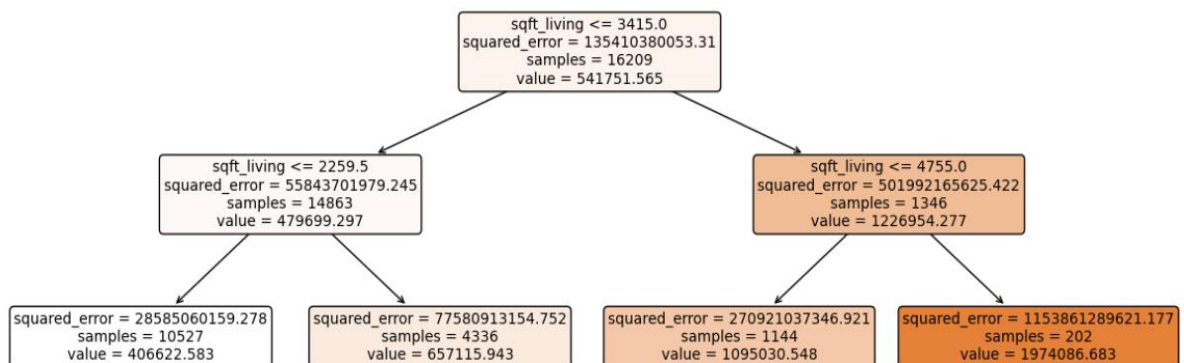 sqft_living <= 3415.0
squared_error = 135410380053.31
samples = 16209
value = 541751.565
sqft_living <= 2259.5
squared_error = 55843701979.245
samples = 14863
value = 479699.297
sqft_living <= 4755.0
squared_error = 501992165625.422
samples = 1346
value = 1226954.277
squared_error = 28585060159.278
samples = 10527
value = 406622.583
squared_error = 77580913154.752
samples = 4336
value = 657115.943
squared_error = 270921037346.921
samples = 1144
value = 1095030.548
squared_error = 1153861289621.177
samples = 202
value = 1974086.683